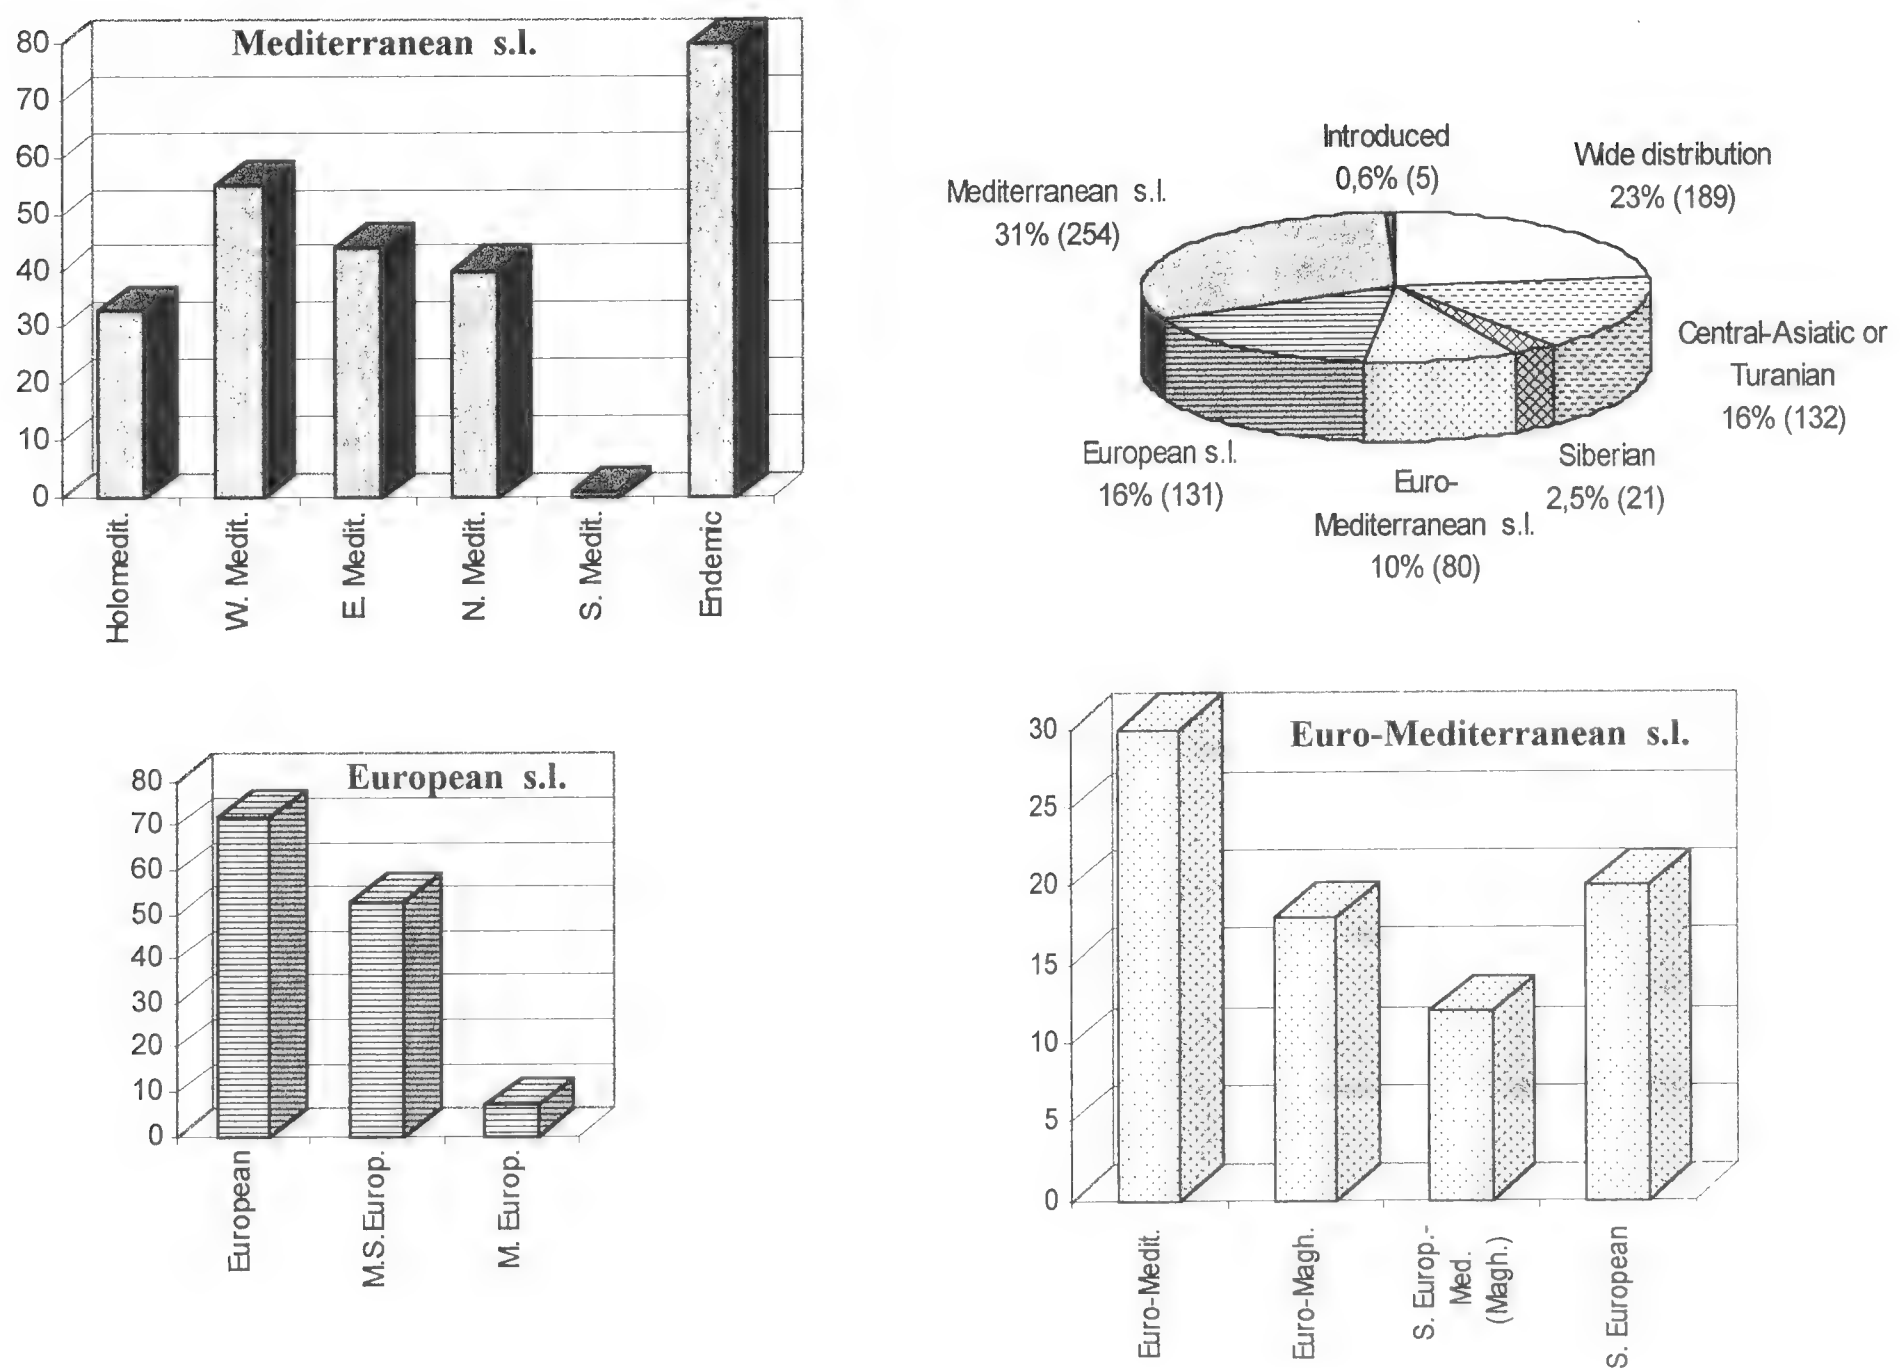 Mediterranean s.l.
80
70
60
50
40
30
20
10
0
Holomedit.
W. Medit.
E. Medit.
N. Medit.
S. Medit.
Endemic
Introduced
0,6% (5)
Wide distribution
23% (189)
Mediterranean s.l.
31% (254)
Central-Asiatic or
Turanian
16% (132)
European s.l.
16% (131)
Siberian
2,5% (21)
Euro-
Mediterranean s.l.
10% (80)
European s.l.
80
70
60
50
40
30
20
10
0
European
M.S.Europ.
M. Europ.
Euro-Mediterranean s.l.
30
25
20
15
10
5
0
Euro-Medit.
Euro-Magh.
S. Europ.-
Med.
(Magh.)
S. European